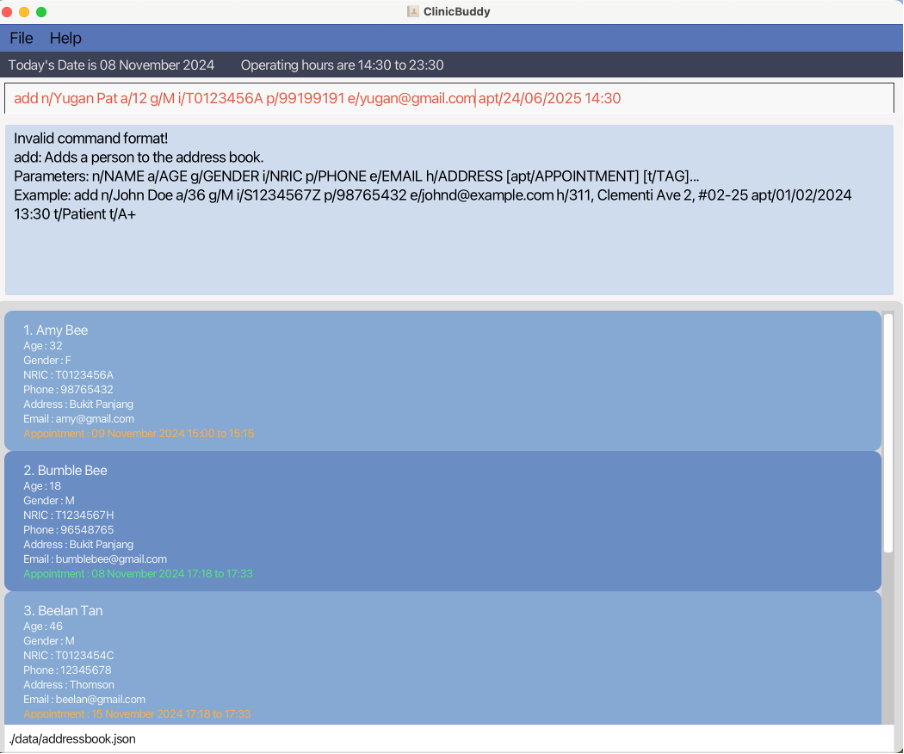 ClinicBuddy
File Help
Today's Date is 08 November 2024 Operating hours are 14:30 to 23:30
add n/Yugan Pat a/12 g/M i/T0123456A p/99199191 e/yugan@gmail.com apt/24/06/2025 14:30
Invalid command format!
add: Adds a person to the address book.
Parameters: n/NAME a/AGE g/GENDER i/NRIC p/PHONE e/EMAIL h/ADDRESS [apt/APPOINTMENT] [t/TAG]...
Example: add n/John Doe a/36 g/M i/S1234567Z p/98765432 e/johnd@example.com h/311, Clementi Ave 2, #02-25 apt/01/02/2024
13:30 t/Patient t/A+
1. Amy Bee
Age : 32
Gender : F
NRIC : T0123456A
Phone : 98765432
Address : Bukit Panjang
Email : amy@gmail.com
Appointment : 09 November 2024 15:00 to 15:15
2. Bumble Bee
Age : 18
Gender : M
NRIC : T1234567H
Phone : 96548765
Address : Bukit Panjang
Email : bumblebee@gmail.com
Appointment : 08 November 2024 17:18 to 17:33
3. Beelan Tan
Age : 46
Gender : M
NRIC : T0123454C
Phone : 12345678
Address : Thomson
Email : beelan@gmail.com
Appointment : 15 November 2024 17:18 to 17:33
./data/addressbook.json